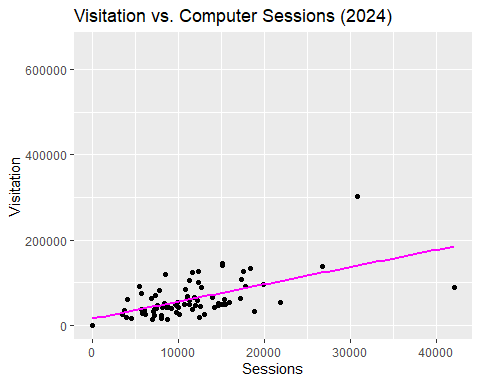 Visitation vs. Computer Sessions (2024)
600000
400000
200000
0
Visitation
0 10000 20000 30000 40000
Sessions